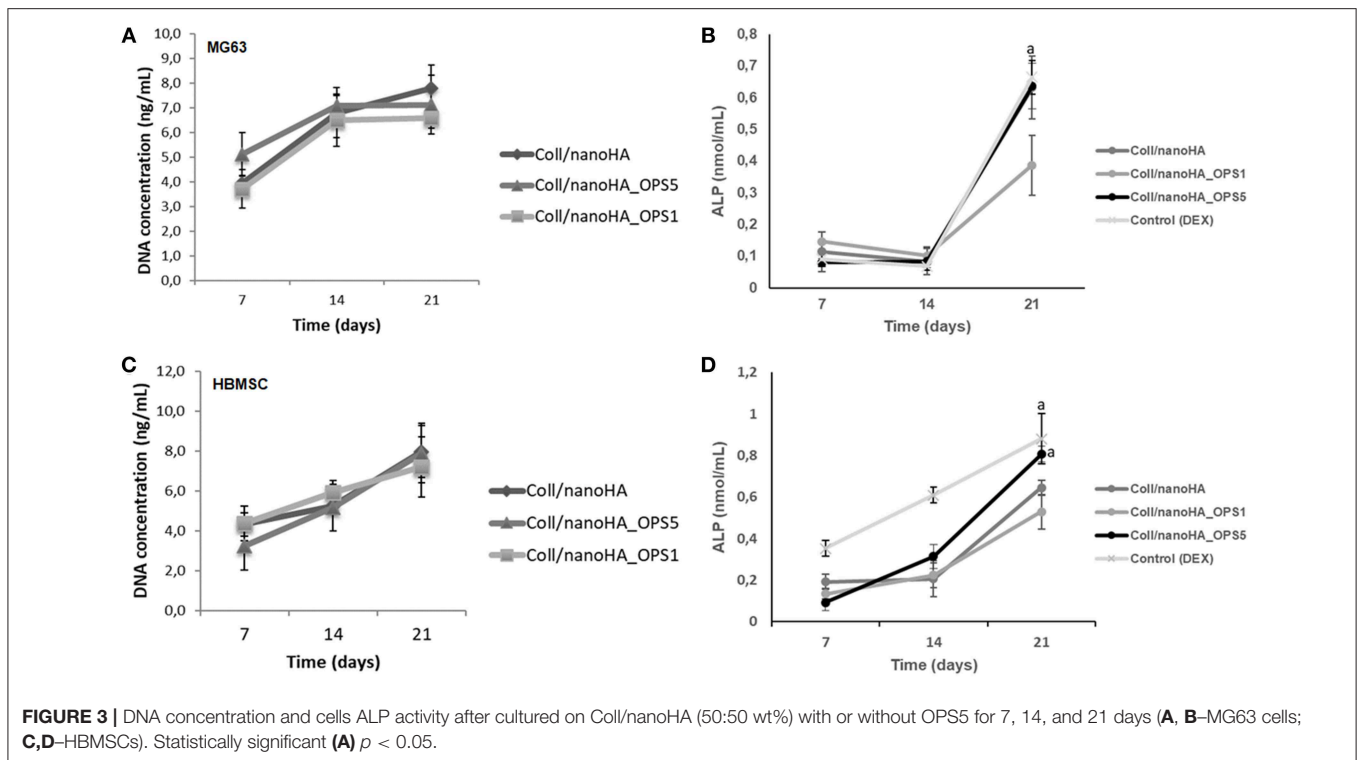 A
MG63
DNA concentration (ng/mL)
10,0
9,0
8,0
7,0
6,0
5,0
4,0
3,0
2,0
1,0
0,0
7
14
21
Time (days)
Coll/nanoHA
Coll/nanoHA_OPS5
Coll/nanoHA_OPS1
B
ALP (nmol/mL)
0,8
0,7
0,6
0,5
0,4
0,3
0,2
0,1
0
a
7
14
21
Time (days)
Coll/nanoHA
Coll/nanoHA_OPS1
Coll/nanoHA_OPS5
Control (DEX)
C
HBMSC
DNA concentration (ng/mL)
12,0
10,0
8,0
6,0
4,0
2,0
0,0
7
14
21
Time (days)
Coll/nanoHA
Coll/nanoHA_OPS5
Coll/nanoHA_OPS1
D
ALP (nmol/mL)
1,2
1
0,8
0,6
0,4
0,2
0
a
a
7
14
21
Time (days)
Coll/nanoHA
Coll/nanoHA_OPS1
Coll/nanoHA_OPS5
Control (DEX)
FIGURE 3 | DNA concentration and cells ALP activity after cultured on Coll/nanoHA (50:50 wt%) with or without OPS5 for 7, 14, and 21 days (A, B–MG63 cells;
C,D–HBMSCs). Statistically significant (A) p < 0.05.